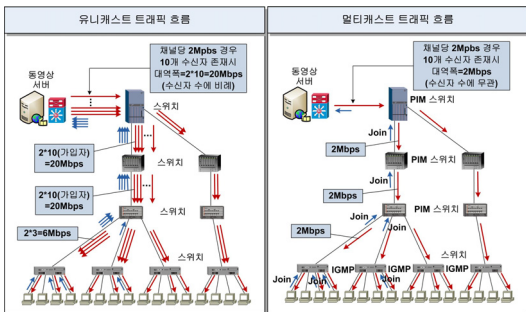 유니캐스트 트래픽 흐름
채널당 2Mpbs 경우
10개 수신자 존재시
대역폭=2*10=20Mbps
(수신자 수에 비례)
동영상
서버
스위치
2*10(가입자)
=20Mbps
스위치
2*10(가입자)
=20Mbps
스위치
2*3=6Mbps
스위치
멀티캐스트 트래픽 흐름
채널당 2Mbps 경우
10개 수신자 존재시
대역폭=2Mbps
(수신자 수에 무관)
동영상
서버
PIM 스위치
Join
2Mbps
PIM 스위치
Join
2Mbps
PIM 스위치
Join
Join
2Mbps
스위치
Join
IGMP
IGMP
IGMP
Join
Join